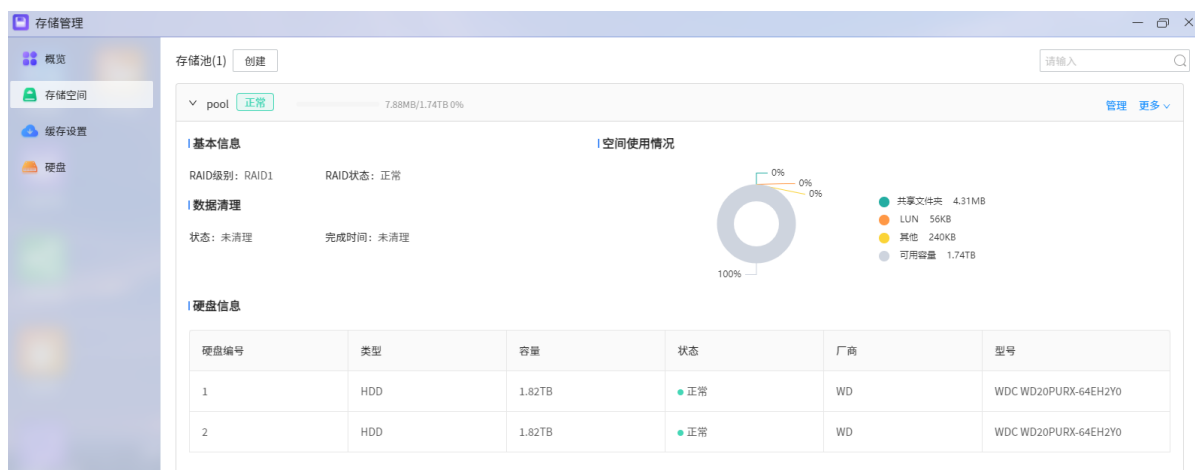 存储管理
概览
存储空间
缓存设置
硬盘
存储池(1) 创建 请输入
pool 正常 7.88MB/1.74TB 0% 管理 更多
基本信息
RAID级别: RAID1 RAID状态: 正常
数据清理
状态: 未清理 完成时间: 未清理
空间使用情况
0%
0%
0%
100%
共享文件夹 4.31MB
LUN 56KB
其他 240KB
可用容量 1.74TB
硬盘信息
硬盘编号 类型 容量 状态 厂商 型号
1 HDD 1.82TB 正常 WD WDC WD20PURX-64EH2Y0
2 HDD 1.82TB 正常 WD WDC WD20PURX-64EH2Y0